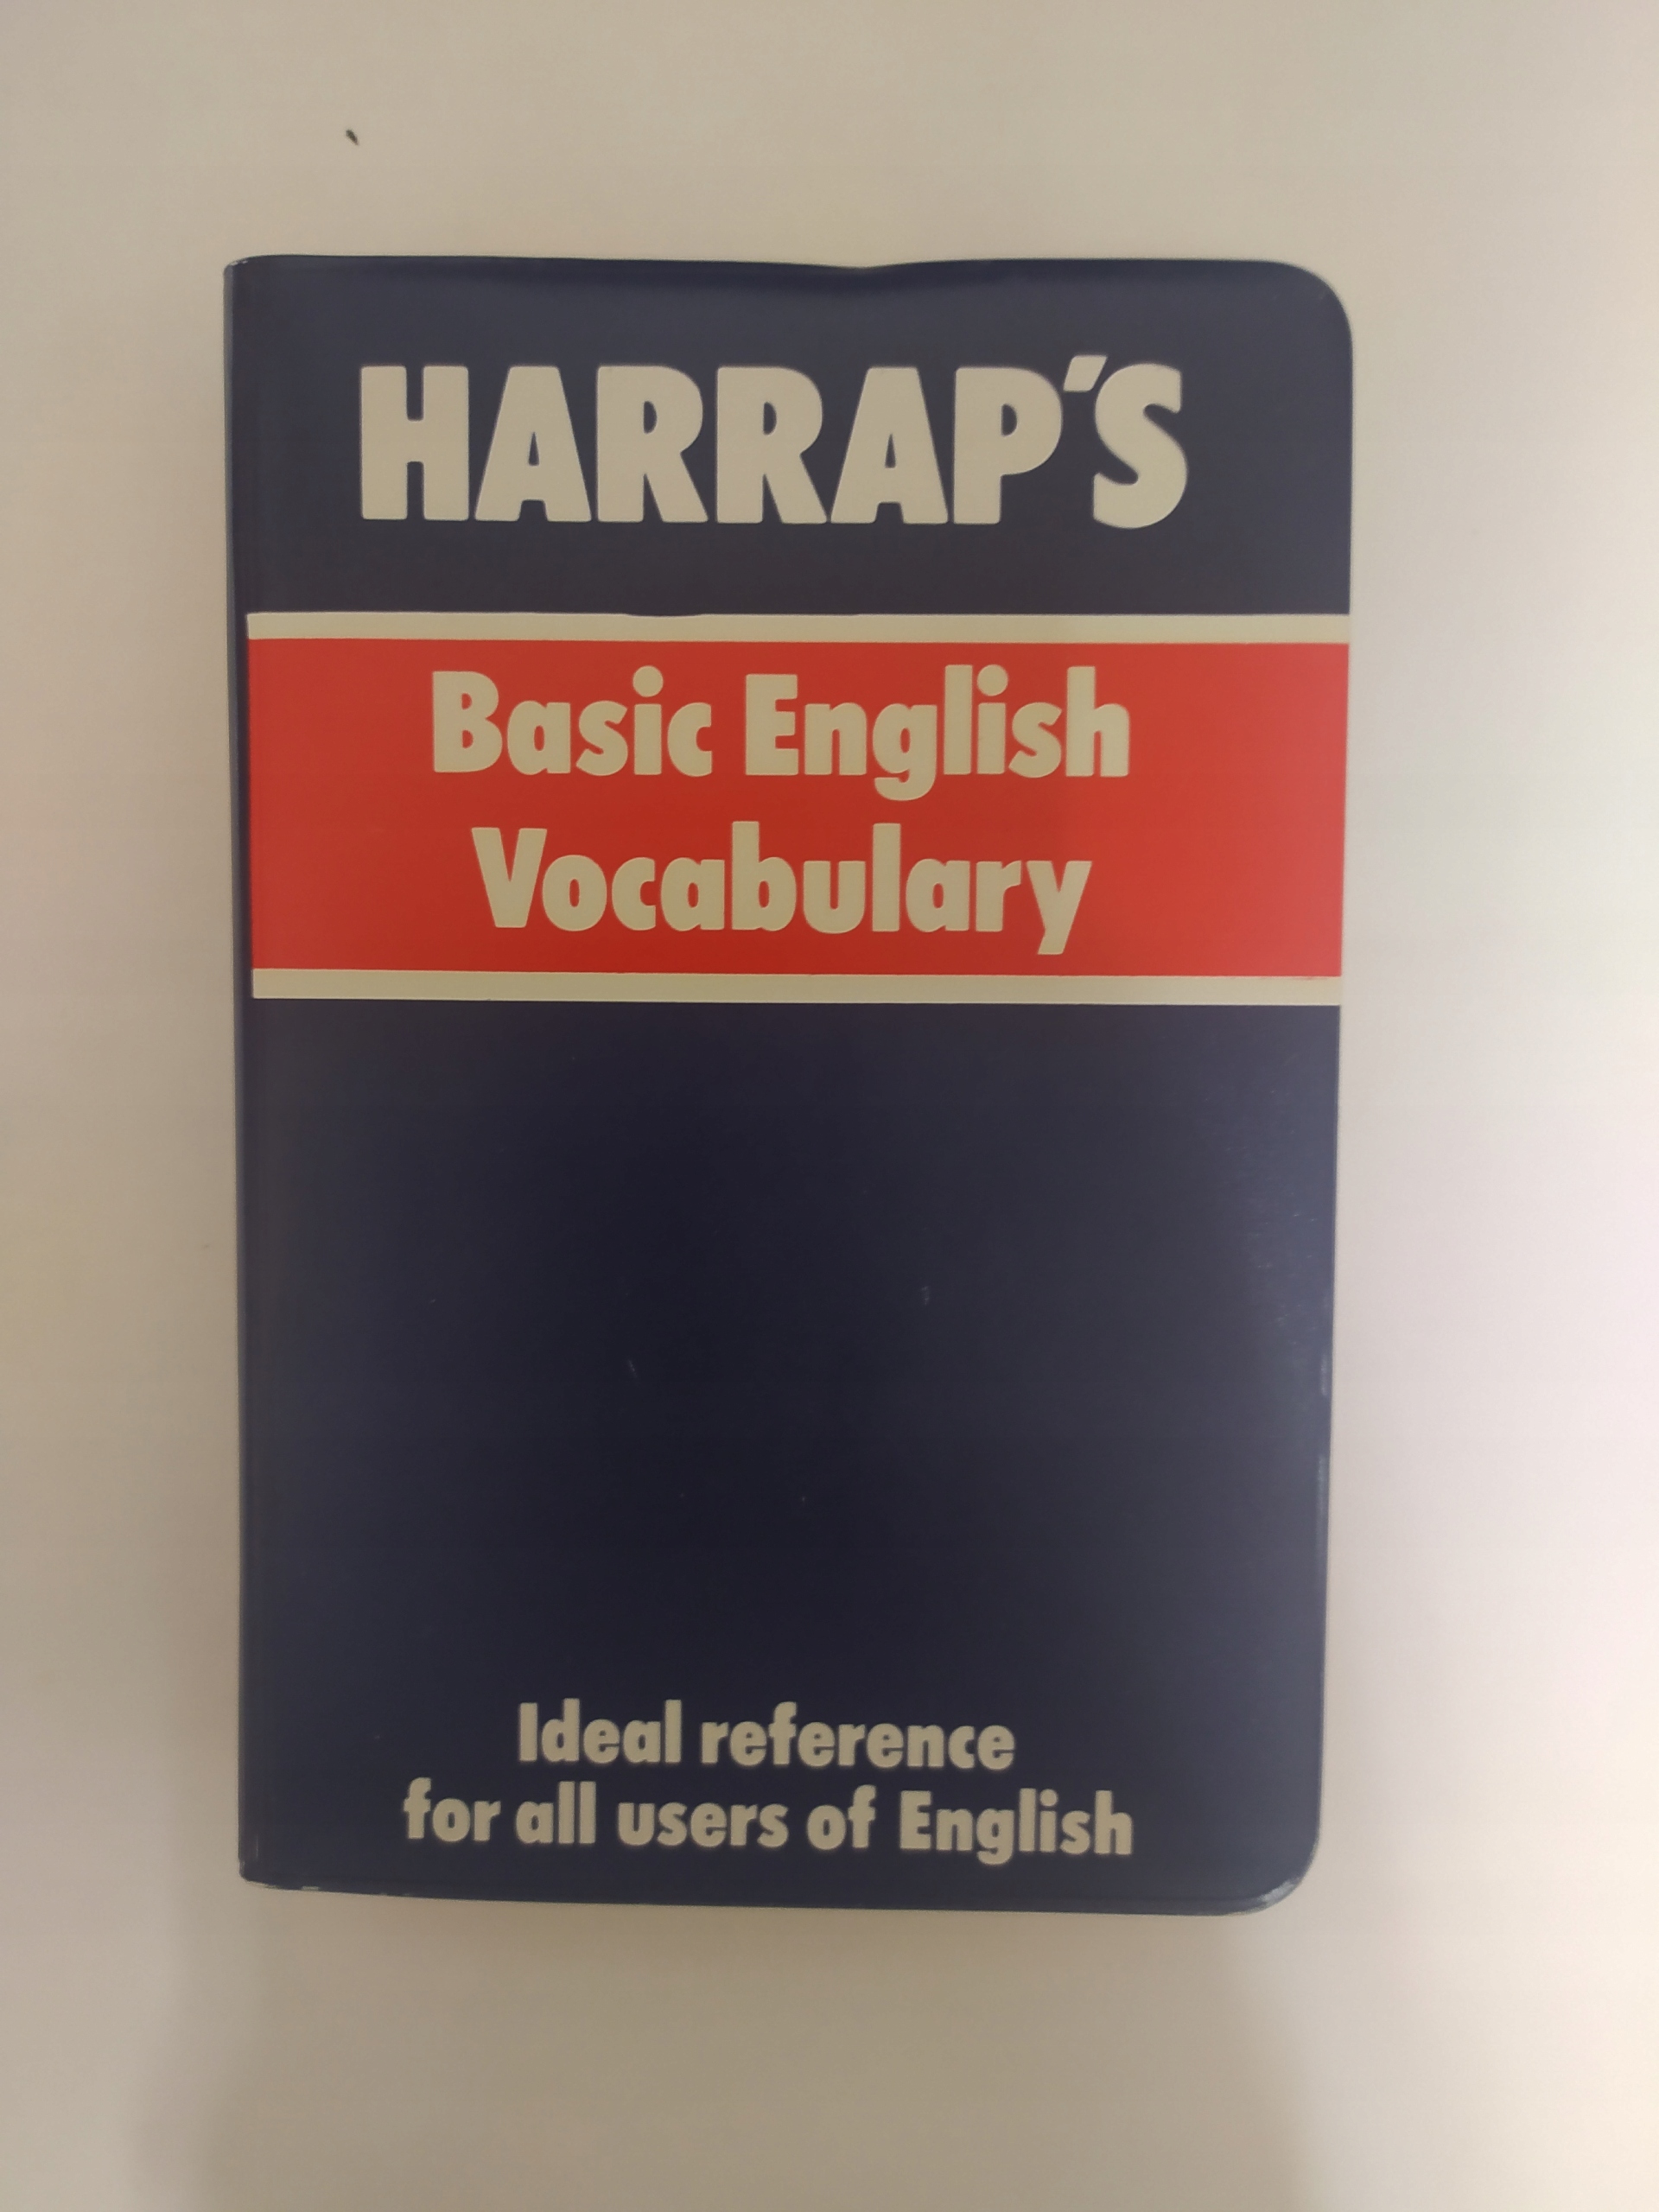 HARRAP'S
Basic English
Vocabulary
Ideal reference
for all users of English